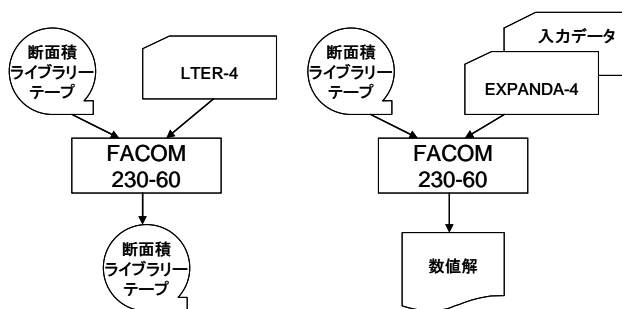 断面積
ライブラリー
テープ
LTER-4
FACOM
230-60
断面積
ライブラリー
テープ
断面積
ライブラリー
テープ
入力データ
EXPANDA-4
FACOM
230-60
数値解